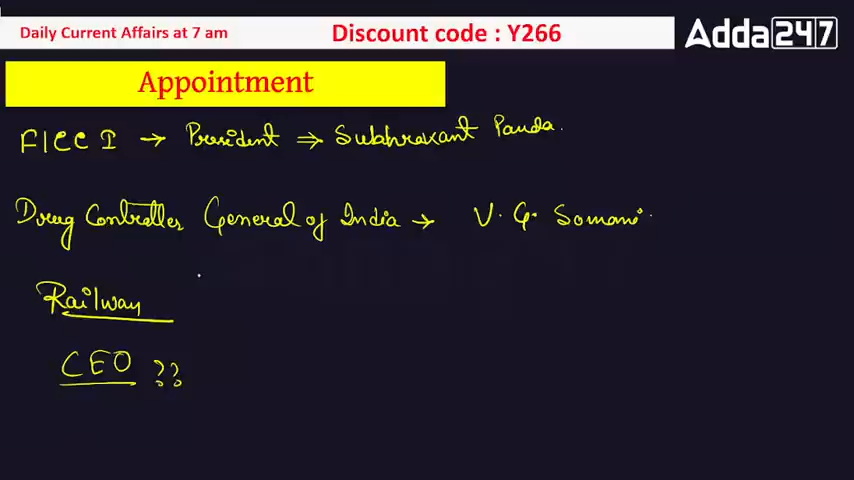 Daily Current Affairs at 7 am
Discount code : Y266
Adda247
Appointment
FICCI → President ⇒ Subhrakant Panda.
Drug Controller General of India → V. G. Somani.
Railway
CEO ??